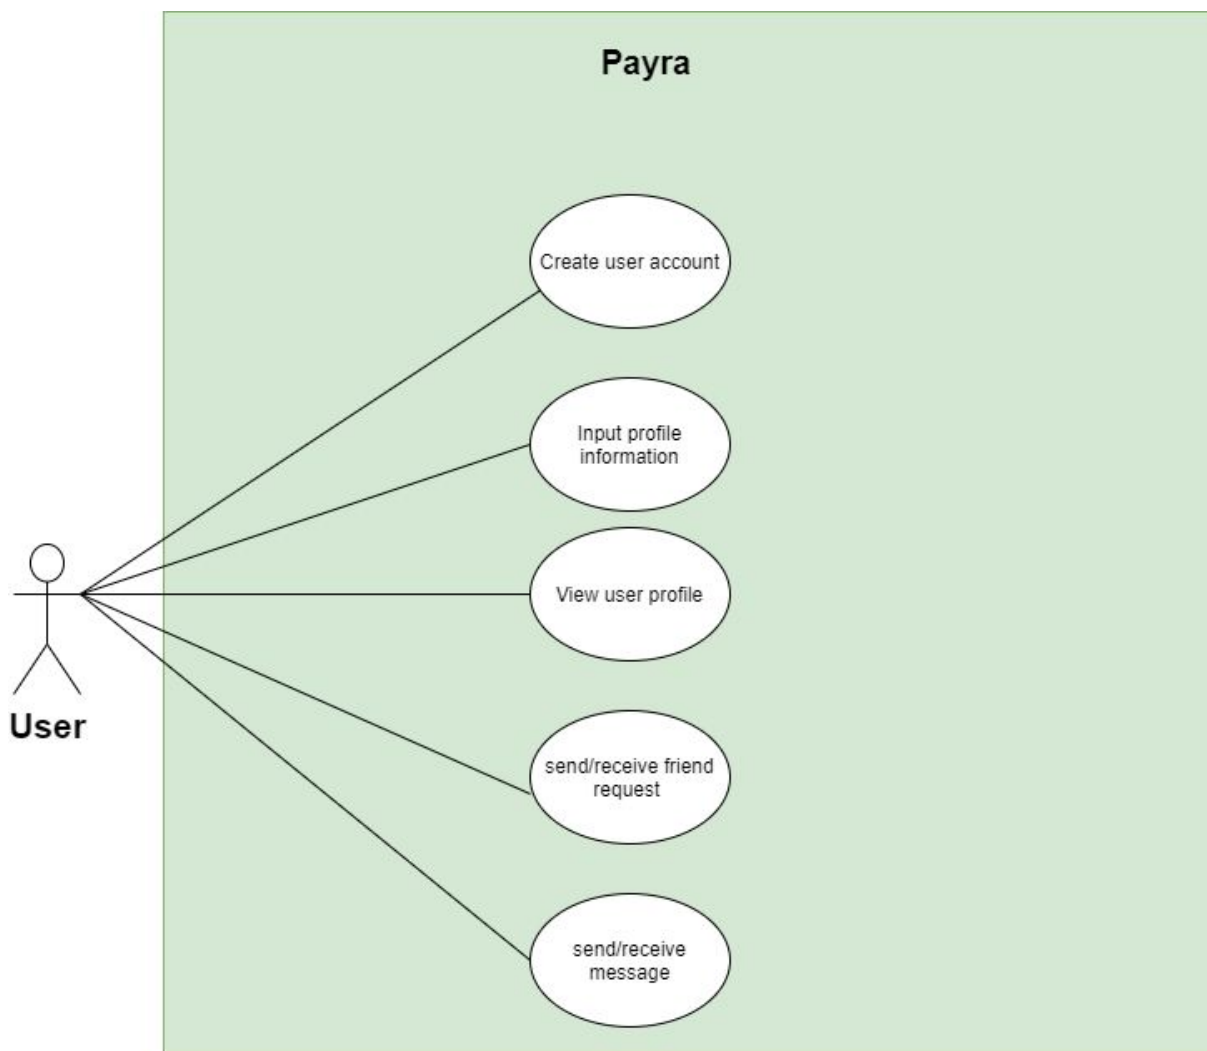 Payra
Create user account
Input profile
information
View user profile
User
send/receive friend
request
send/receive
message